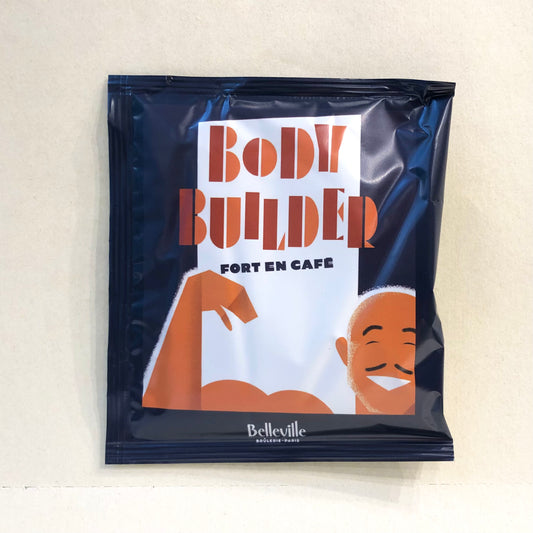 BODY
BUILDER
FORT EN CAFÉ
Belleville
BRÛLERIE • PARIS